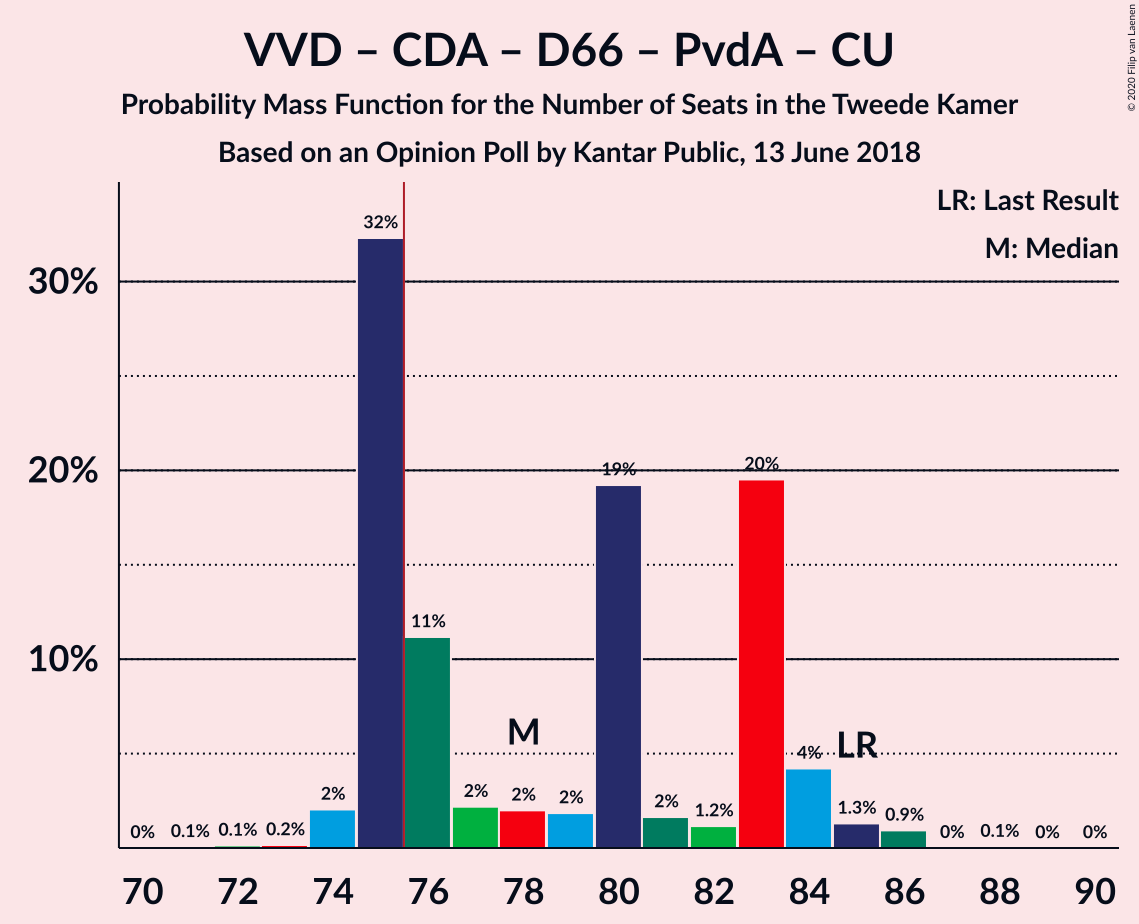 VVD – CDA – D66 – PvdA – CU
Probability Mass Function for the Number of Seats in the Tweede Kamer
Based on an Opinion Poll by Kantar Public, 13 June 2018
© 2020 Filip van Laenen
LR: Last Result
M: Median
30%
20%
10%
0%
0.1%
0.1%
0.2%
2%
32%
11%
2%
2%
2%
19%
2%
1.2%
20%
4%
1.3%
0.9%
0%
0.1%
0%
0%
M
LR
70 72 74 76 78 80 82 84 86 88 90